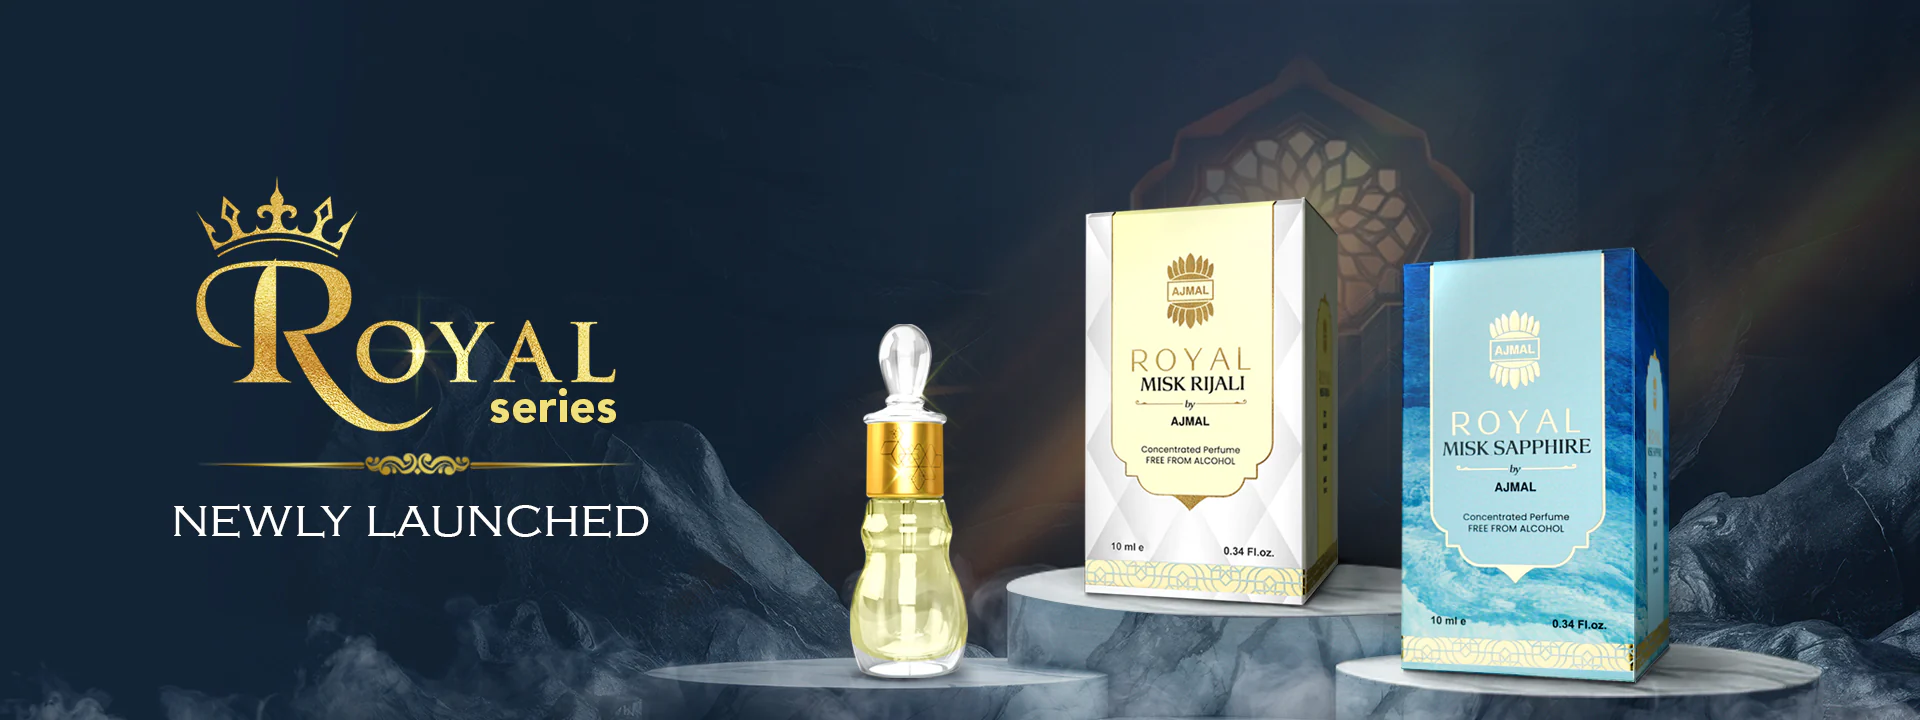 ROYAL
series
NEWLY LAUNCHED
AJMAL
ROYAL
MISK RIJALI
by
AJMAL
Concentrated Perfume
FREE FROM ALCOHOL
10 ml e
0.34 Fl.oz.
AJMAL
ROYAL
MISK SAPPHIRE
by
AJMAL
Concentrated Perfume
FREE FROM ALCOHOL
10 ml e
0.34 Fl.oz.